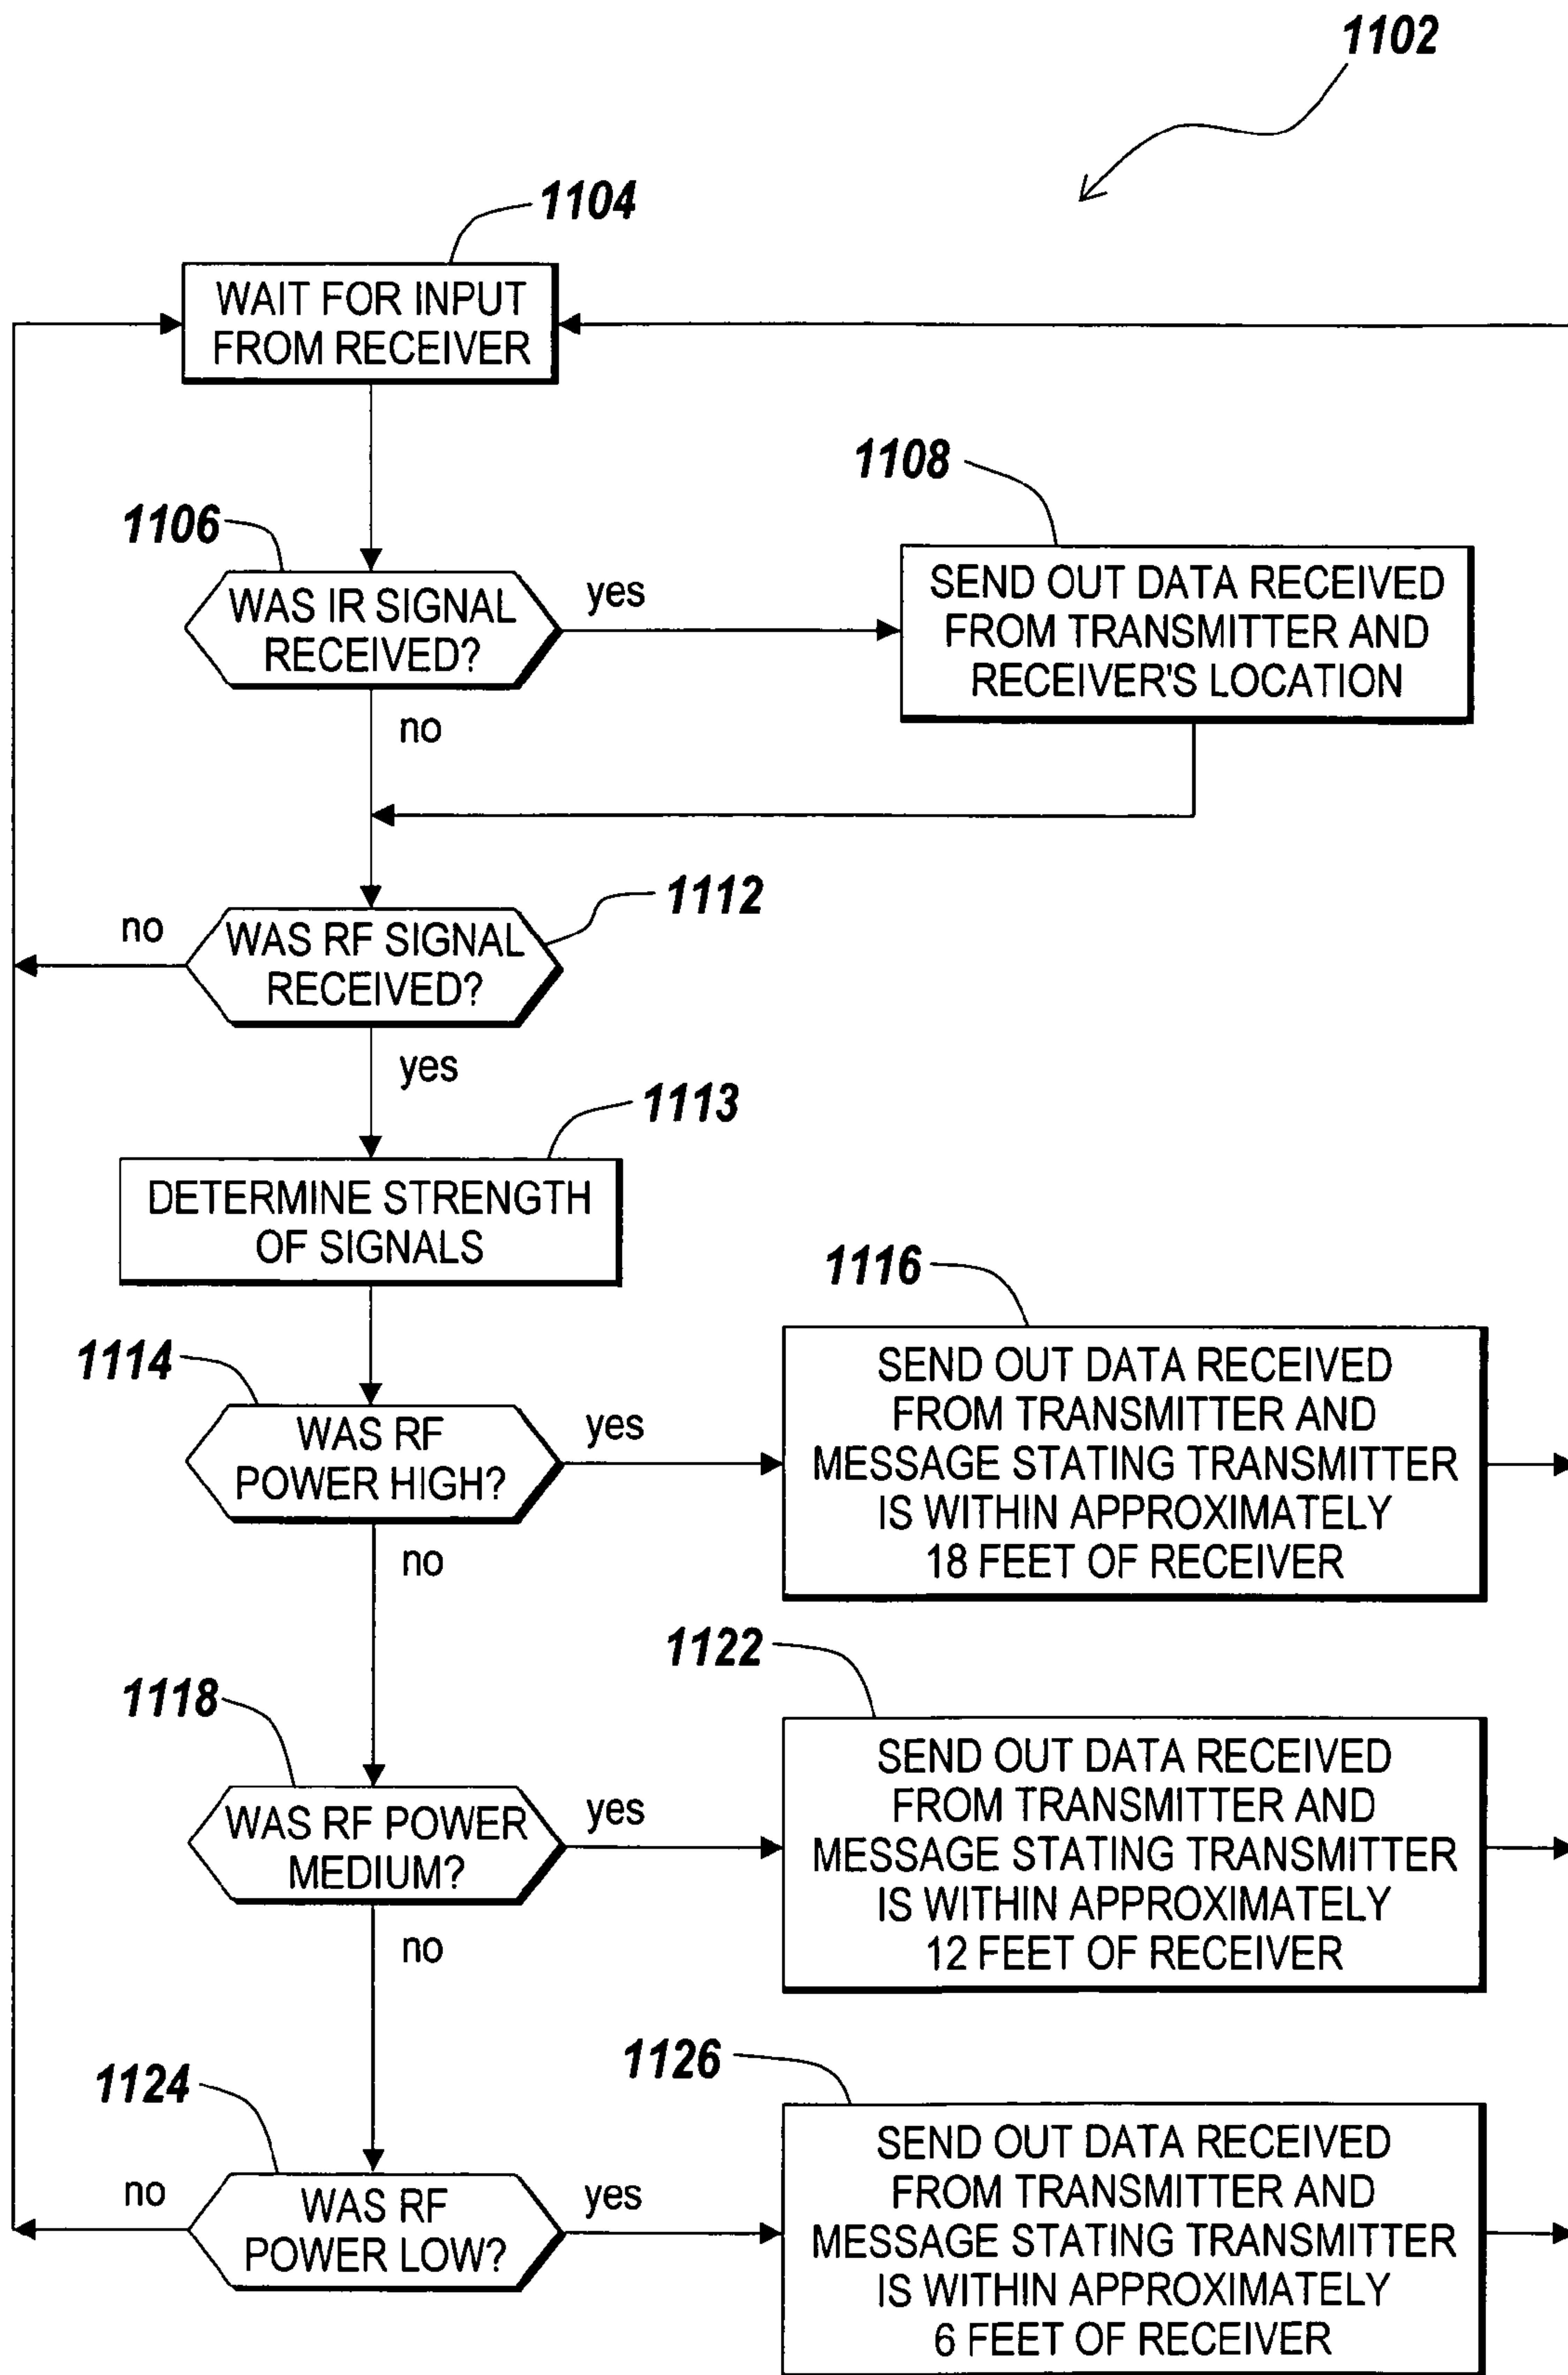 1102
1104
WAIT FOR INPUT
FROM RECEIVER
1108
1106
WAS IR SIGNAL
RECEIVED?
yes
SEND OUT DATA RECEIVED
FROM TRANSMITTER AND
RECEIVER'S LOCATION
no
1112
no
WAS RF SIGNAL
RECEIVED?
yes
1113
DETERMINE STRENGTH
OF SIGNALS
1116
1114
WAS RF
POWER HIGH?
yes
SEND OUT DATA RECEIVED
FROM TRANSMITTER AND
MESSAGE STATING TRANSMITTER
IS WITHIN APPROXIMATELY
18 FEET OF RECEIVER
no
1122
1118
WAS RF POWER
MEDIUM?
yes
SEND OUT DATA RECEIVED
FROM TRANSMITTER AND
MESSAGE STATING TRANSMITTER
IS WITHIN APPROXIMATELY
12 FEET OF RECEIVER
no
1126
1124
no
WAS RF
POWER LOW?
yes
SEND OUT DATA RECEIVED
FROM TRANSMITTER AND
MESSAGE STATING TRANSMITTER
IS WITHIN APPROXIMATELY
6 FEET OF RECEIVER